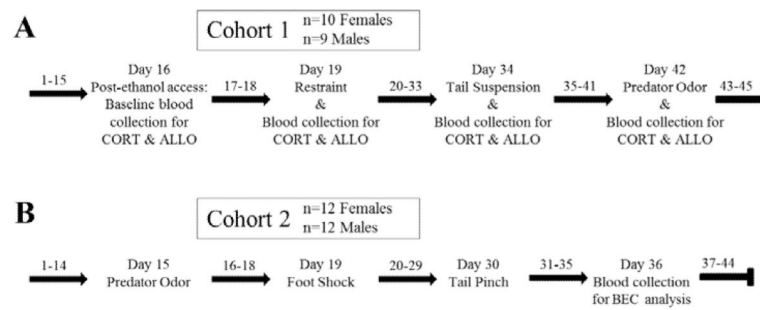 A
Cohort 1
n=10 Females
n=9 Males
1-15
Day 16
Post-ethanol access:
Baseline blood
collection for
CORT & ALLO
17-18
Day 19
Restraint
&
Blood collection for
CORT & ALLO
20-33
Day 34
Tail Suspension
&
Blood collection for
CORT & ALLO
35-41
Day 42
Predator Odor
&
Blood collection for
CORT & ALLO
43-45
B
Cohort 2
n=12 Females
n=12 Males
1-14
Day 15
Predator Odor
16-18
Day 19
Foot Shock
20-29
Day 30
Tail Pinch
31-35
Day 36
Blood collection
for BEC analysis
37-44